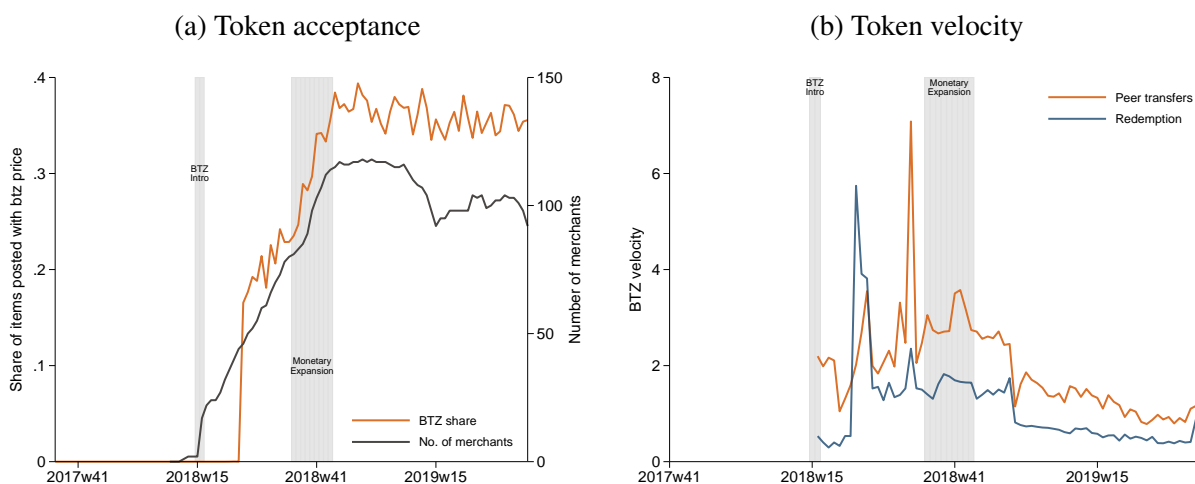 (a) Token acceptance
Share of items posted with btz price
.4
.3
.2
.1
0
150
100
50
0
Number of merchants
BTZ
Intro
Monetary
Expansion
BTZ share
No. of merchants
2017w41
2018w15
2018w41
2019w15
(b) Token velocity
BTZ velocity
8
6
4
2
0
BTZ
Intro
Monetary
Expansion
Peer transfers
Redemption
2017w41
2018w15
2018w41
2019w15